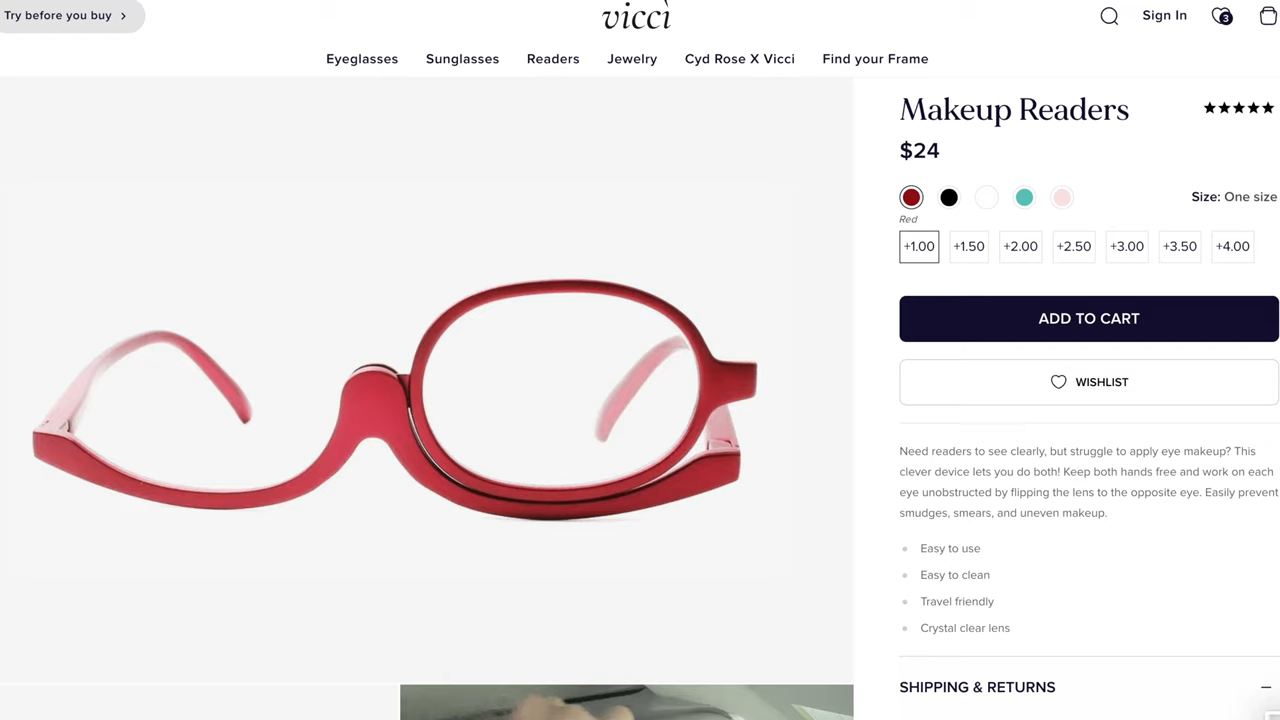 Try before you buy
vicci
Sign In
3
Eyeglasses Sunglasses Readers Jewelry Cyd Rose X Vicci Find your Frame
Makeup Readers
$24
Size: One size
Red
+1.00 +1.50 +2.00 +2.50 +3.00 +3.50 +4.00
ADD TO CART
WISHLIST
Need readers to see clearly, but struggle to apply eye makeup? This
clever device lets you do both! Keep both hands free and work on each
eye unobstructed by flipping the lens to the opposite eye. Easily prevent
smudges, smears, and uneven makeup.
Easy to use
Easy to clean
Travel friendly
Crystal clear lens
SHIPPING & RETURNS